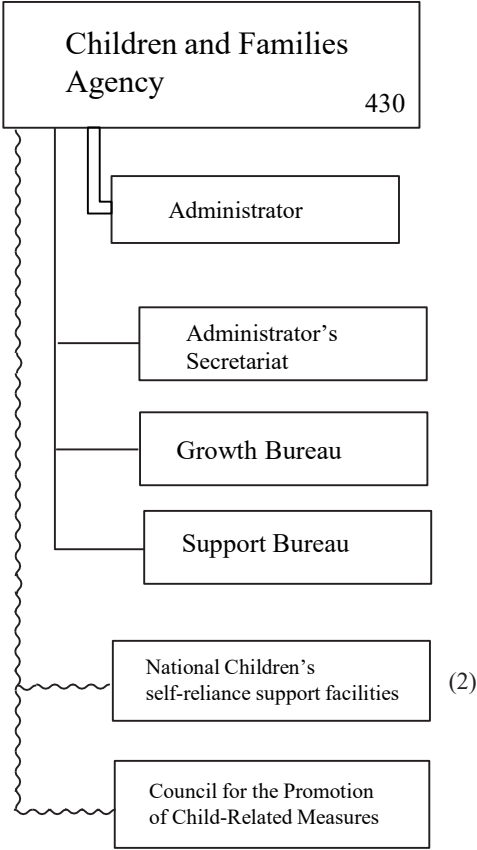 Children and Families
Agency
430
Administrator
Administrator’s
Secretariat
Growth Bureau
Support Bureau
National Children’s
self-reliance support facilities
(2)
Council for the Promotion
of Child-Related Measures